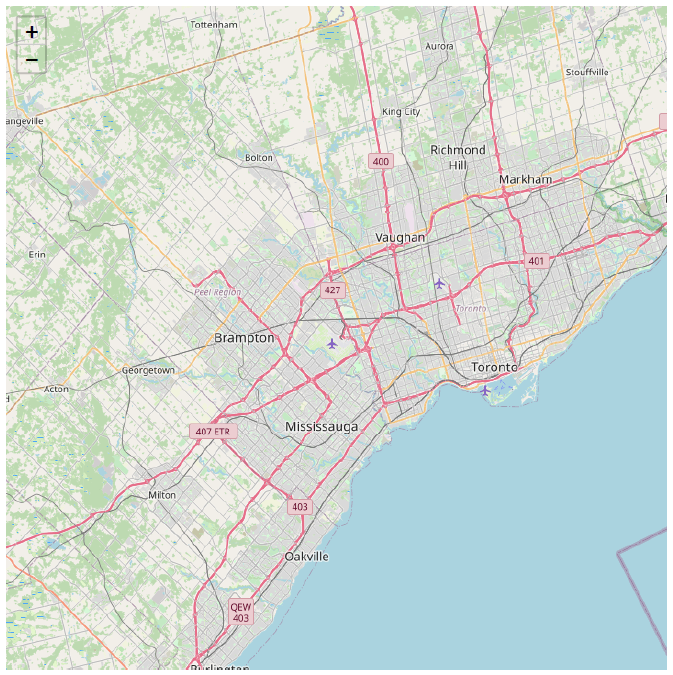 +
−
Tottenham
Aurora
Stouffville
King City
angeville
Richmond
Hill
Bolton
400
Markham
Vaughan
Erin
401
Peel Region
427
Toronto
Brampton
Toronto
Georgetown
Acton
Mississauga
407 ETR
Milton
403
Oakville
QEW
403
Burlington